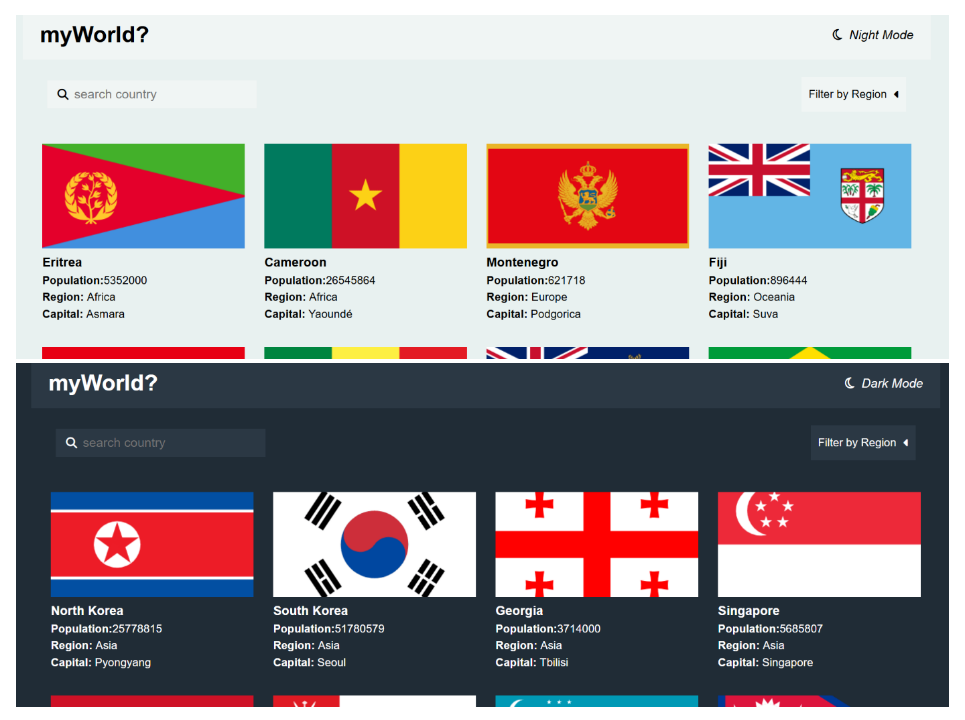 myWorld?
Night Mode
search country
Filter by Region
Eritrea
Population:5352000
Region: Africa
Capital: Asmara
Cameroon
Population:26545864
Region: Africa
Capital: Yaoundé
Montenegro
Population:621718
Region: Europe
Capital: Podgorica
Fiji
Population:896444
Region: Oceania
Capital: Suva
myWorld?
Dark Mode
search country
Filter by Region
North Korea
Population:25778815
Region: Asia
Capital: Pyongyang
South Korea
Population:51780579
Region: Asia
Capital: Seoul
Georgia
Population:3714000
Region: Asia
Capital: Tbilisi
Singapore
Population:5685807
Region: Asia
Capital: Singapore